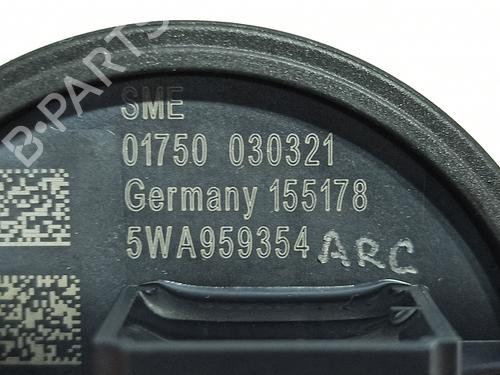 B-PARTS
SME
01750 030321
Germany 155178
5WA959354 ARC